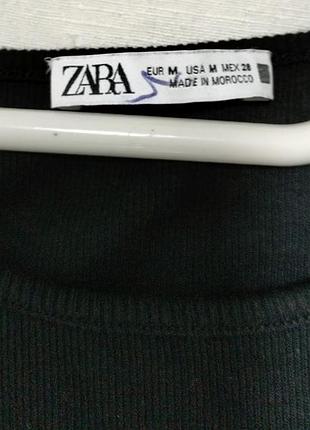 ZARA
EUR M USA M MEX 28
MADE IN MOROCCO